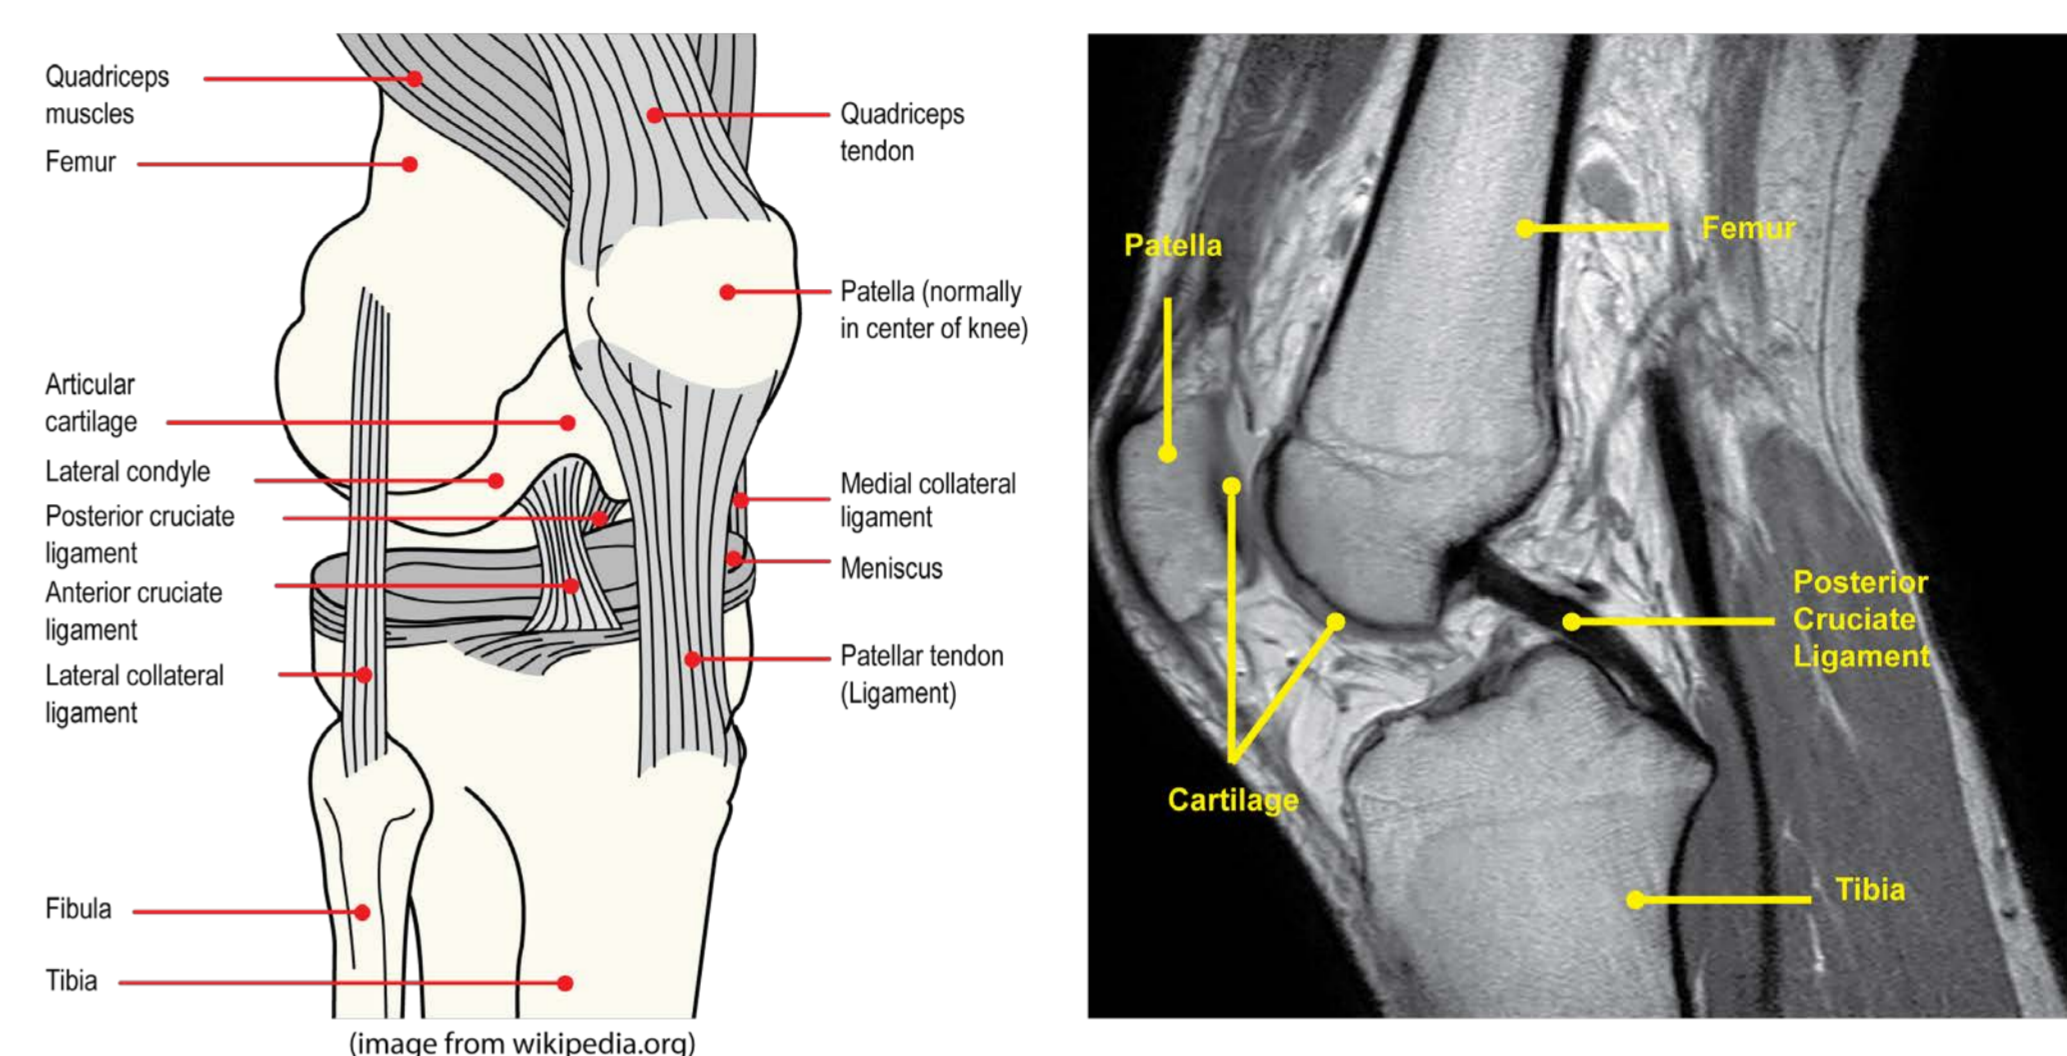 Quadriceps
muscles
Femur
Articular
cartilage
Lateral condyle
Posterior cruciate
ligament
Anterior cruciate
ligament
Lateral collateral
ligament
Fibula
Tibia
Quadriceps
tendon
Patella (normally
in center of knee)
Medial collateral
ligament
Meniscus
Patellar tendon
(Ligament)
(image from wikipedia.org)
Patella
Femur
Posterior
Cruciate
Ligament
Cartilage
Tibia